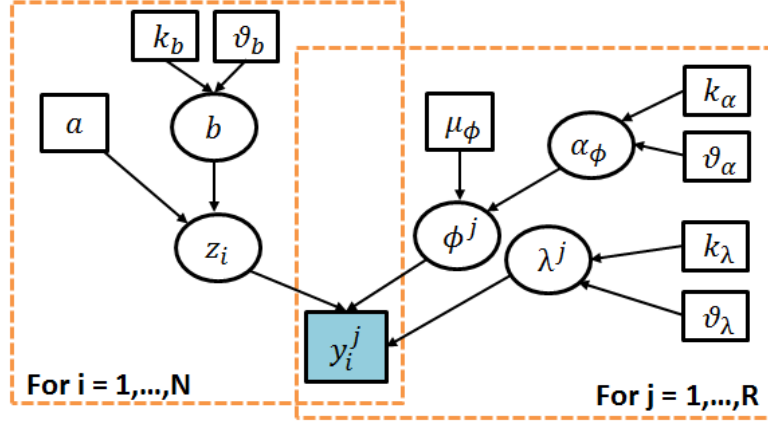 k_b
ϑ_b
a
b
z_i
μ_ϕ
α_ϕ
k_α
ϑ_α
ϕ^j
λ^j
k_λ
ϑ_λ
y_i^j
For i = 1,...,N
For j = 1,...,R